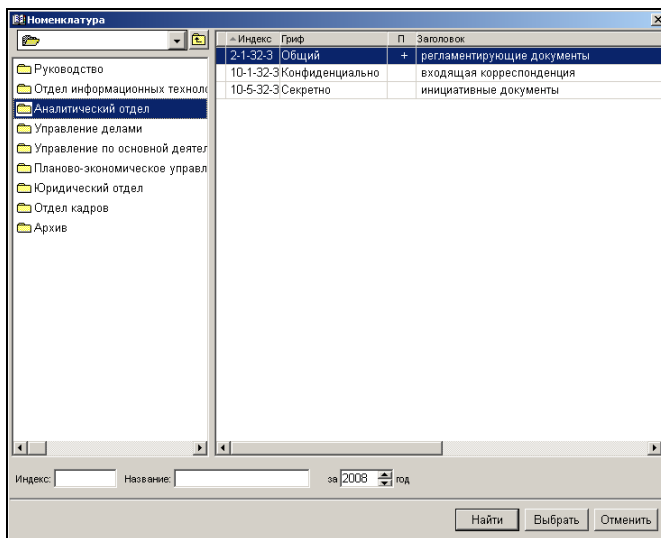 Номенклатура
Индекс Гриф П Заголовок
2-1-32-3 Общий + регламентирующие документы
10-1-32-3 Конфиденциально входящая корреспонденция
10-5-32-3 Секретно инициативные документы
Руководство
Отдел информационных техноло
Аналитический отдел
Управление делами
Управление по основной деятел
Планово-экономическое управл
Юридический отдел
Отдел кадров
Архив
Индекс: Название: за 2008 год
Найти Выбрать Отменить